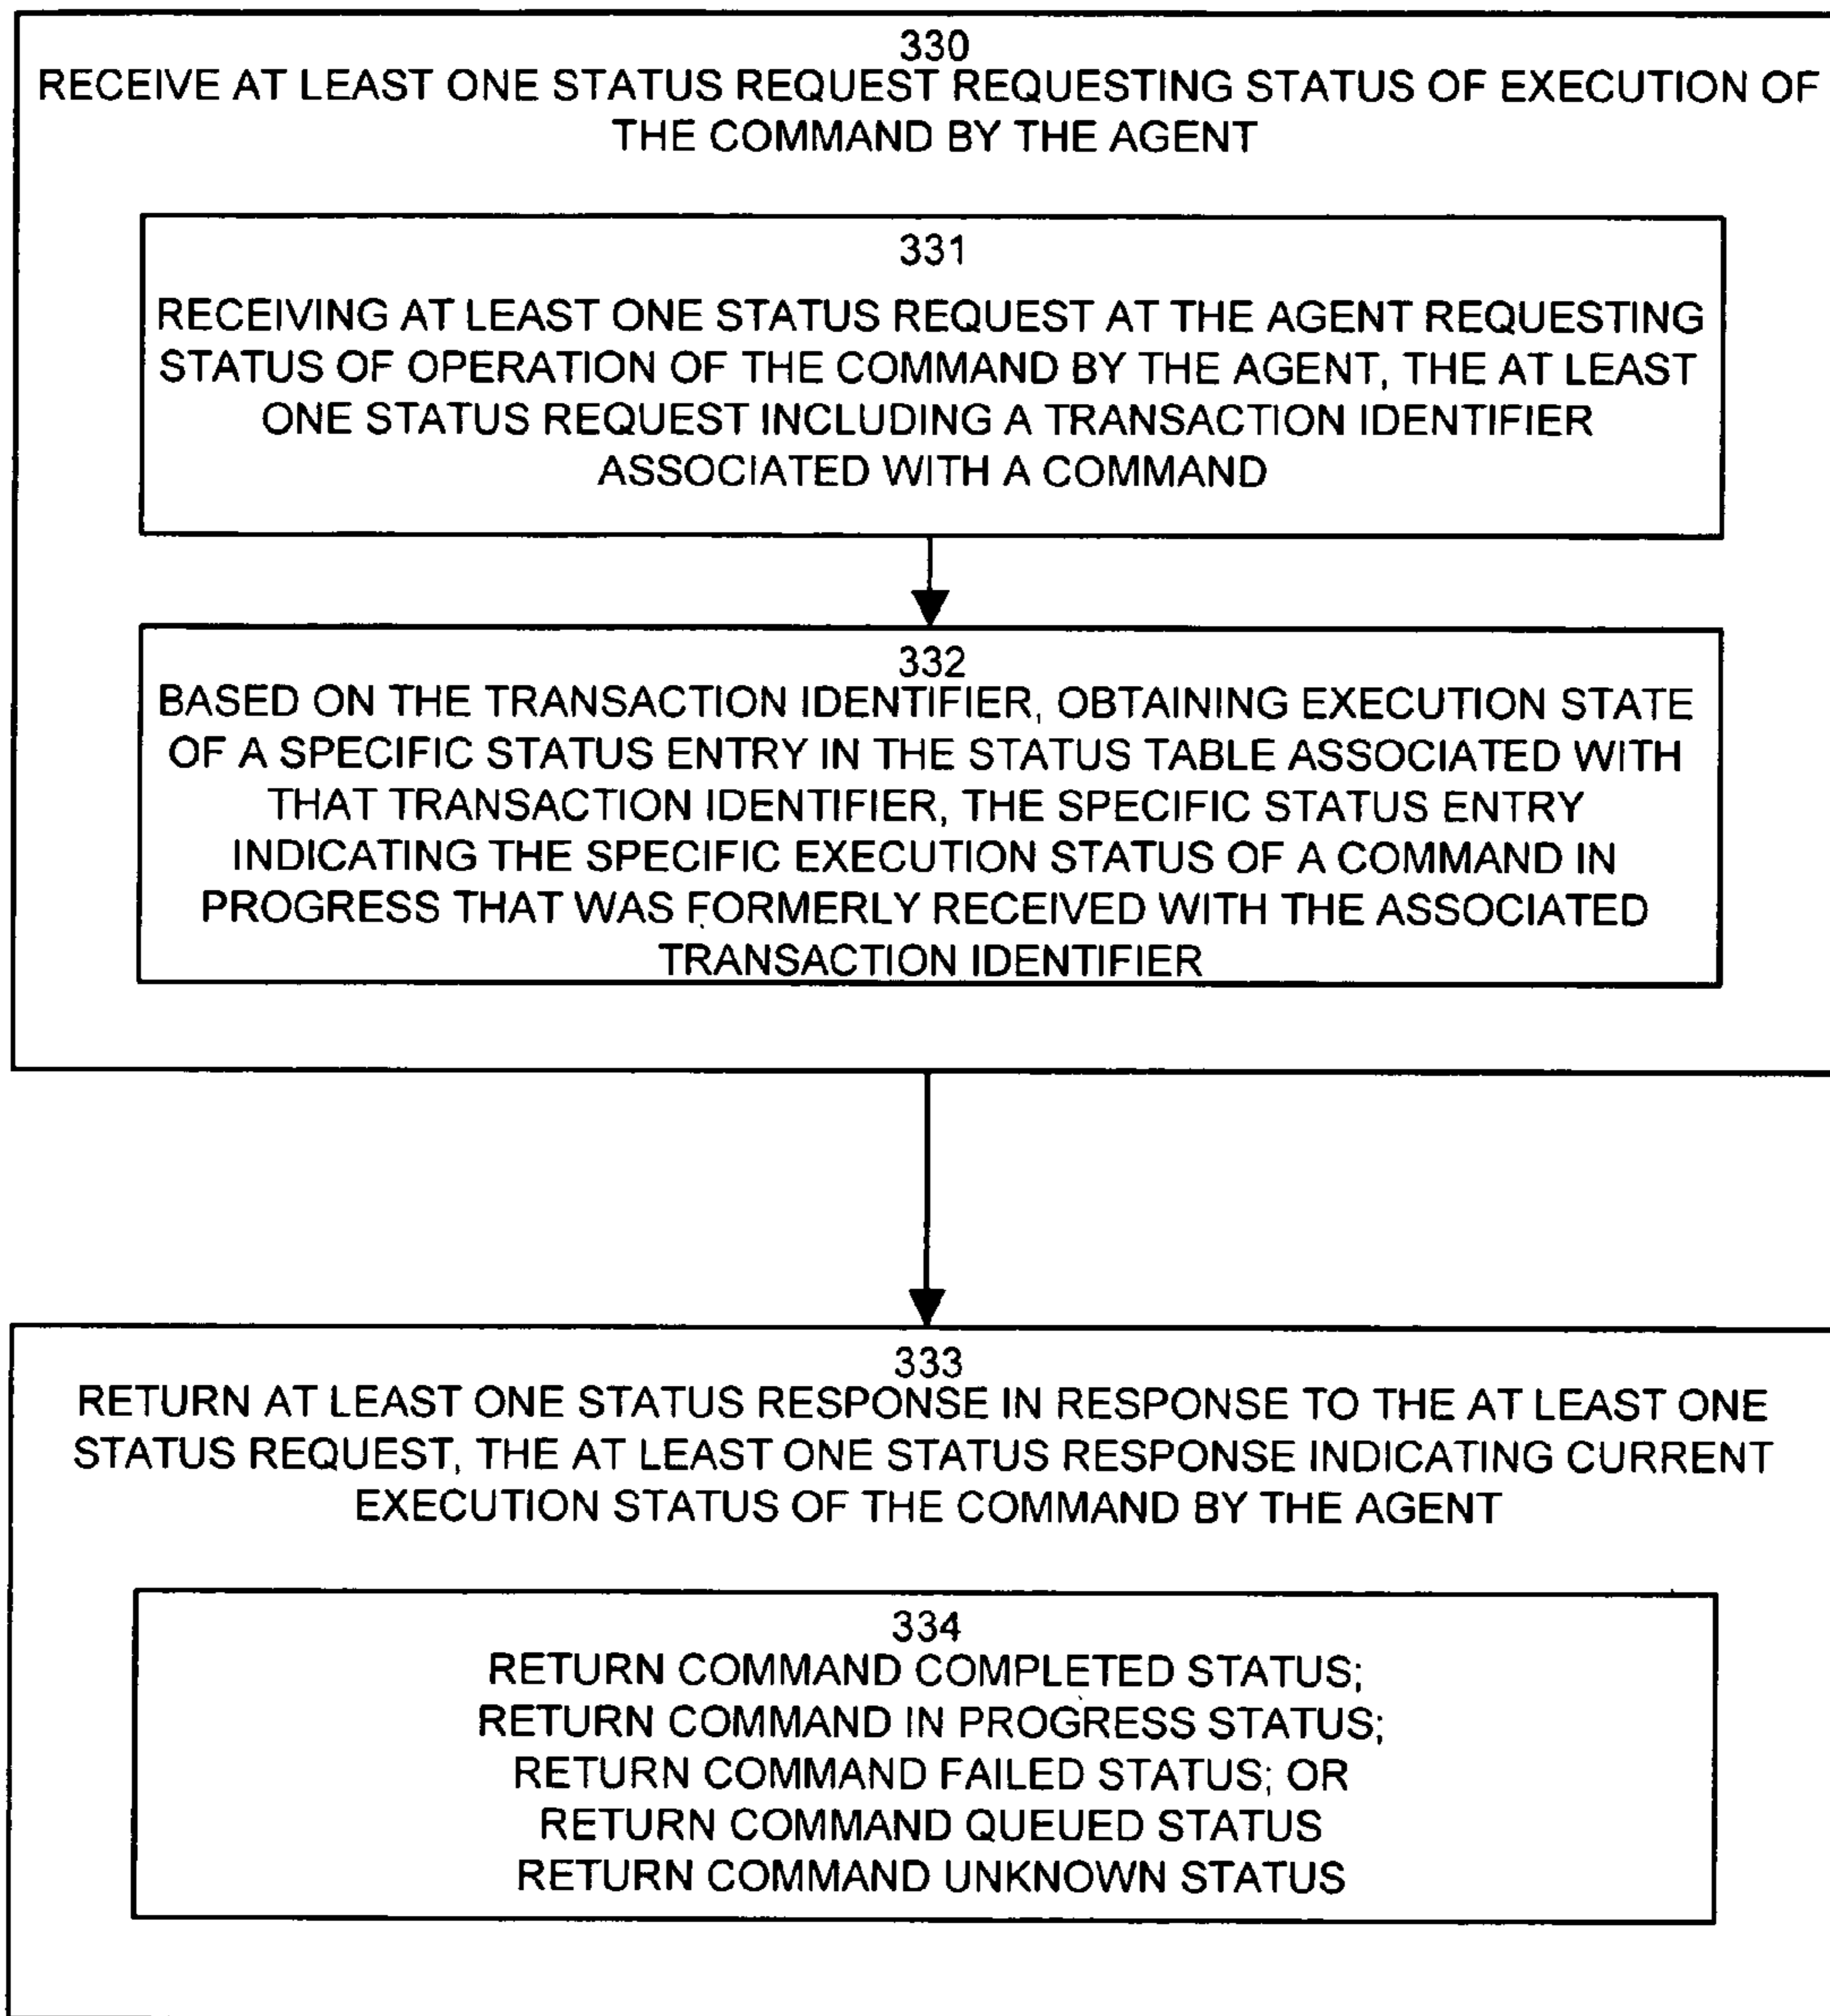 330
RECEIVE AT LEAST ONE STATUS REQUEST REQUESTING STATUS OF EXECUTION OF
THE COMMAND BY THE AGENT
331
RECEIVING AT LEAST ONE STATUS REQUEST AT THE AGENT REQUESTING
STATUS OF OPERATION OF THE COMMAND BY THE AGENT, THE AT LEAST
ONE STATUS REQUEST INCLUDING A TRANSACTION IDENTIFIER
ASSOCIATED WITH A COMMAND
332
BASED ON THE TRANSACTION IDENTIFIER, OBTAINING EXECUTION STATE
OF A SPECIFIC STATUS ENTRY IN THE STATUS TABLE ASSOCIATED WITH
THAT TRANSACTION IDENTIFIER, THE SPECIFIC STATUS ENTRY
INDICATING THE SPECIFIC EXECUTION STATUS OF A COMMAND IN
PROGRESS THAT WAS FORMERLY RECEIVED WITH THE ASSOCIATED
TRANSACTION IDENTIFIER
333
RETURN AT LEAST ONE STATUS RESPONSE IN RESPONSE TO THE AT LEAST ONE
STATUS REQUEST, THE AT LEAST ONE STATUS RESPONSE INDICATING CURRENT
EXECUTION STATUS OF THE COMMAND BY THE AGENT
334
RETURN COMMAND COMPLETED STATUS;
RETURN COMMAND IN PROGRESS STATUS;
RETURN COMMAND FAILED STATUS; OR
RETURN COMMAND QUEUED STATUS
RETURN COMMAND UNKNOWN STATUS